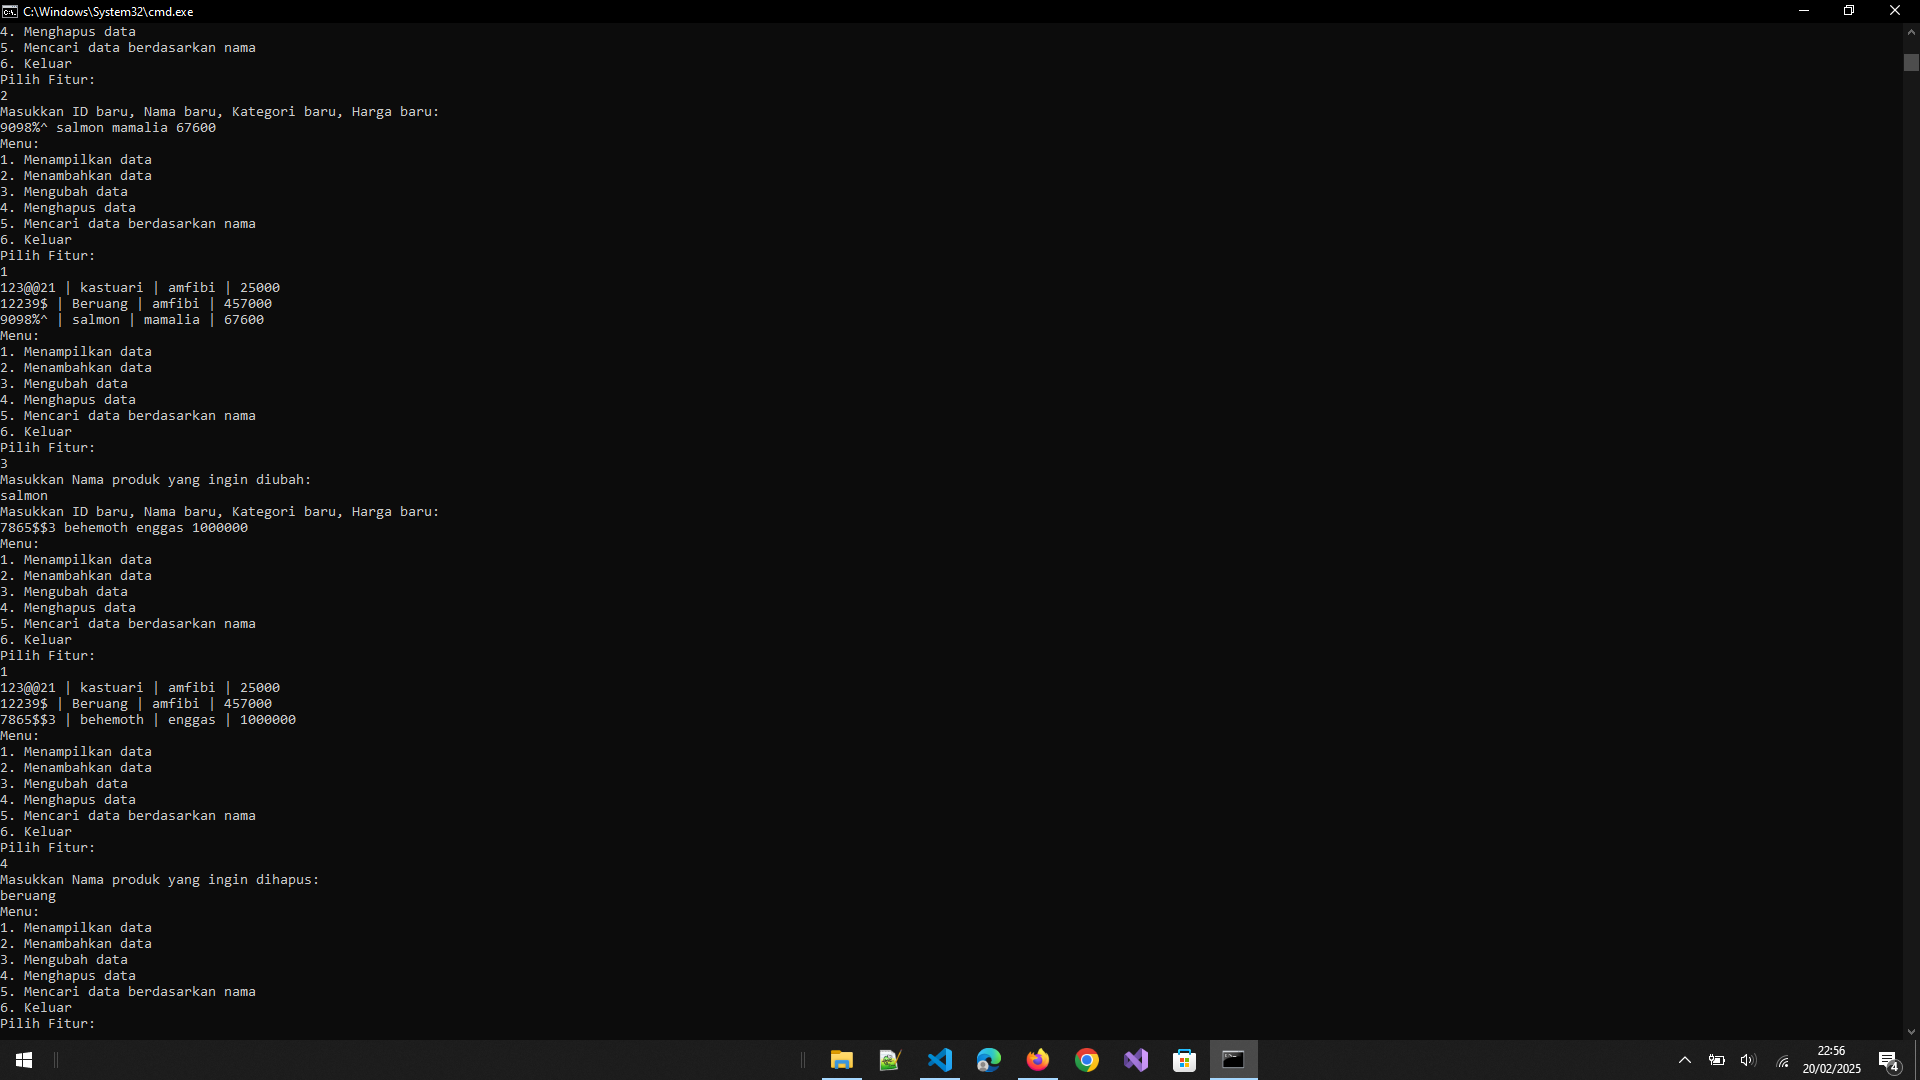 C:\Windows\System32\cmd.exe
4. Menghapus data
5. Mencari data berdasarkan nama
6. Keluar
Pilih Fitur:
2
Masukkan ID baru, Nama baru, Kategori baru, Harga baru:
9098%^ salmon mamalia 67600
Menu:
1. Menampilkan data
2. Menambahkan data
3. Mengubah data
4. Menghapus data
5. Mencari data berdasarkan nama
6. Keluar
Pilih Fitur:
1
123@@21 | kastuari | amfibi | 25000
12239$ | Beruang | amfibi | 457000
9098%^ | salmon | mamalia | 67600
Menu:
1. Menampilkan data
2. Menambahkan data
3. Mengubah data
4. Menghapus data
5. Mencari data berdasarkan nama
6. Keluar
Pilih Fitur:
3
Masukkan Nama produk yang ingin diubah:
salmon
Masukkan ID baru, Nama baru, Kategori baru, Harga baru:
7865$$3 behemoth enggas 1000000
Menu:
1. Menampilkan data
2. Menambahkan data
3. Mengubah data
4. Menghapus data
5. Mencari data berdasarkan nama
6. Keluar
Pilih Fitur:
1
123@@21 | kastuari | amfibi | 25000
12239$ | Beruang | amfibi | 457000
7865$$3 | behemoth | enggas | 1000000
Menu:
1. Menampilkan data
2. Menambahkan data
3. Mengubah data
4. Menghapus data
5. Mencari data berdasarkan nama
6. Keluar
Pilih Fitur:
4
Masukkan Nama produk yang ingin dihapus:
beruang
Menu:
1. Menampilkan data
2. Menambahkan data
3. Mengubah data
4. Menghapus data
5. Mencari data berdasarkan nama
6. Keluar
Pilih Fitur:
22:56
20/02/2025
4